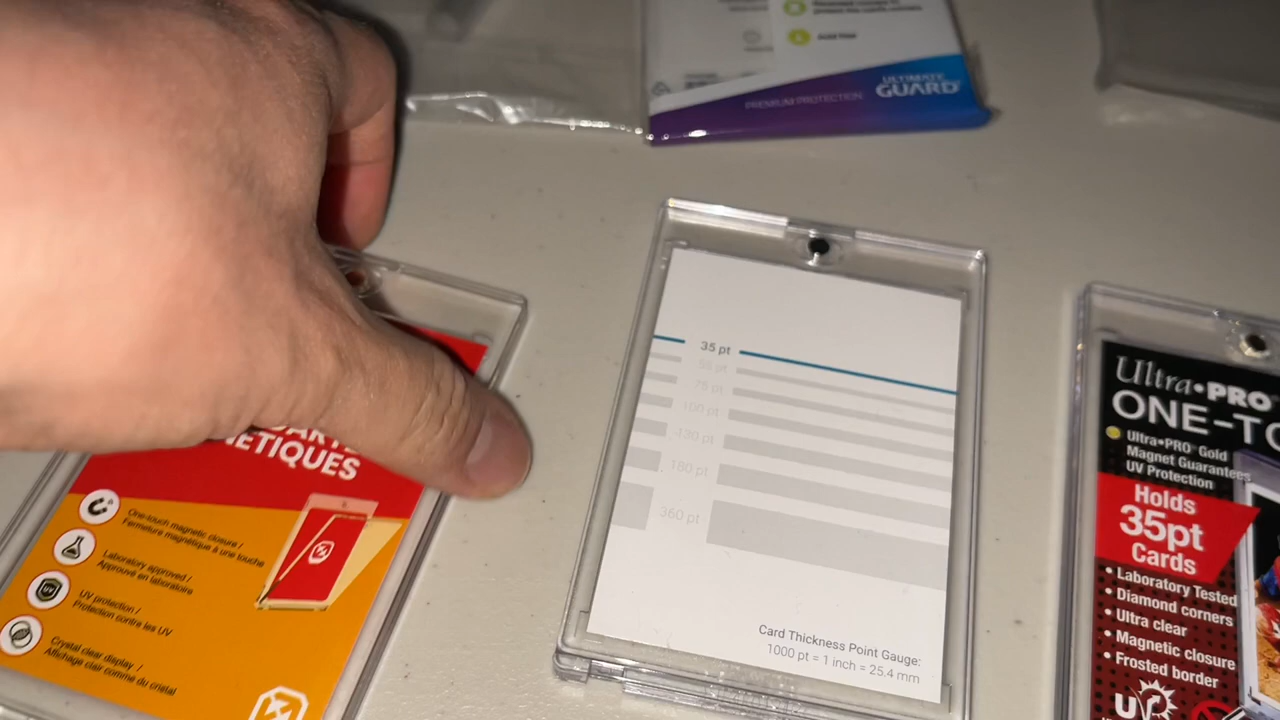 PREMIUM PROTECTION
ULTIMATE
GUARD
NETIQUES
One-touch magnetic closure /
Fermeture magnétique à une touche
Laboratory approved /
Approuvé en laboratoire
UV protection /
Protection contre les UV
Crystal clear display /
Affichage clair comme du cristal
35 pt
55 pt
75 pt
100 pt
130 pt
180 pt
360 pt
Card Thickness Point Gauge:
1000 pt = 1 inch = 25.4 mm
Ultra•PRO
ONE-TO
Ultra•PRO Gold
Magnet Guarantees
UV Protection
Holds
35pt
Cards
• Laboratory Tested
• Diamond corners
• Ultra clear
• Magnetic closure
• Frosted border
UP